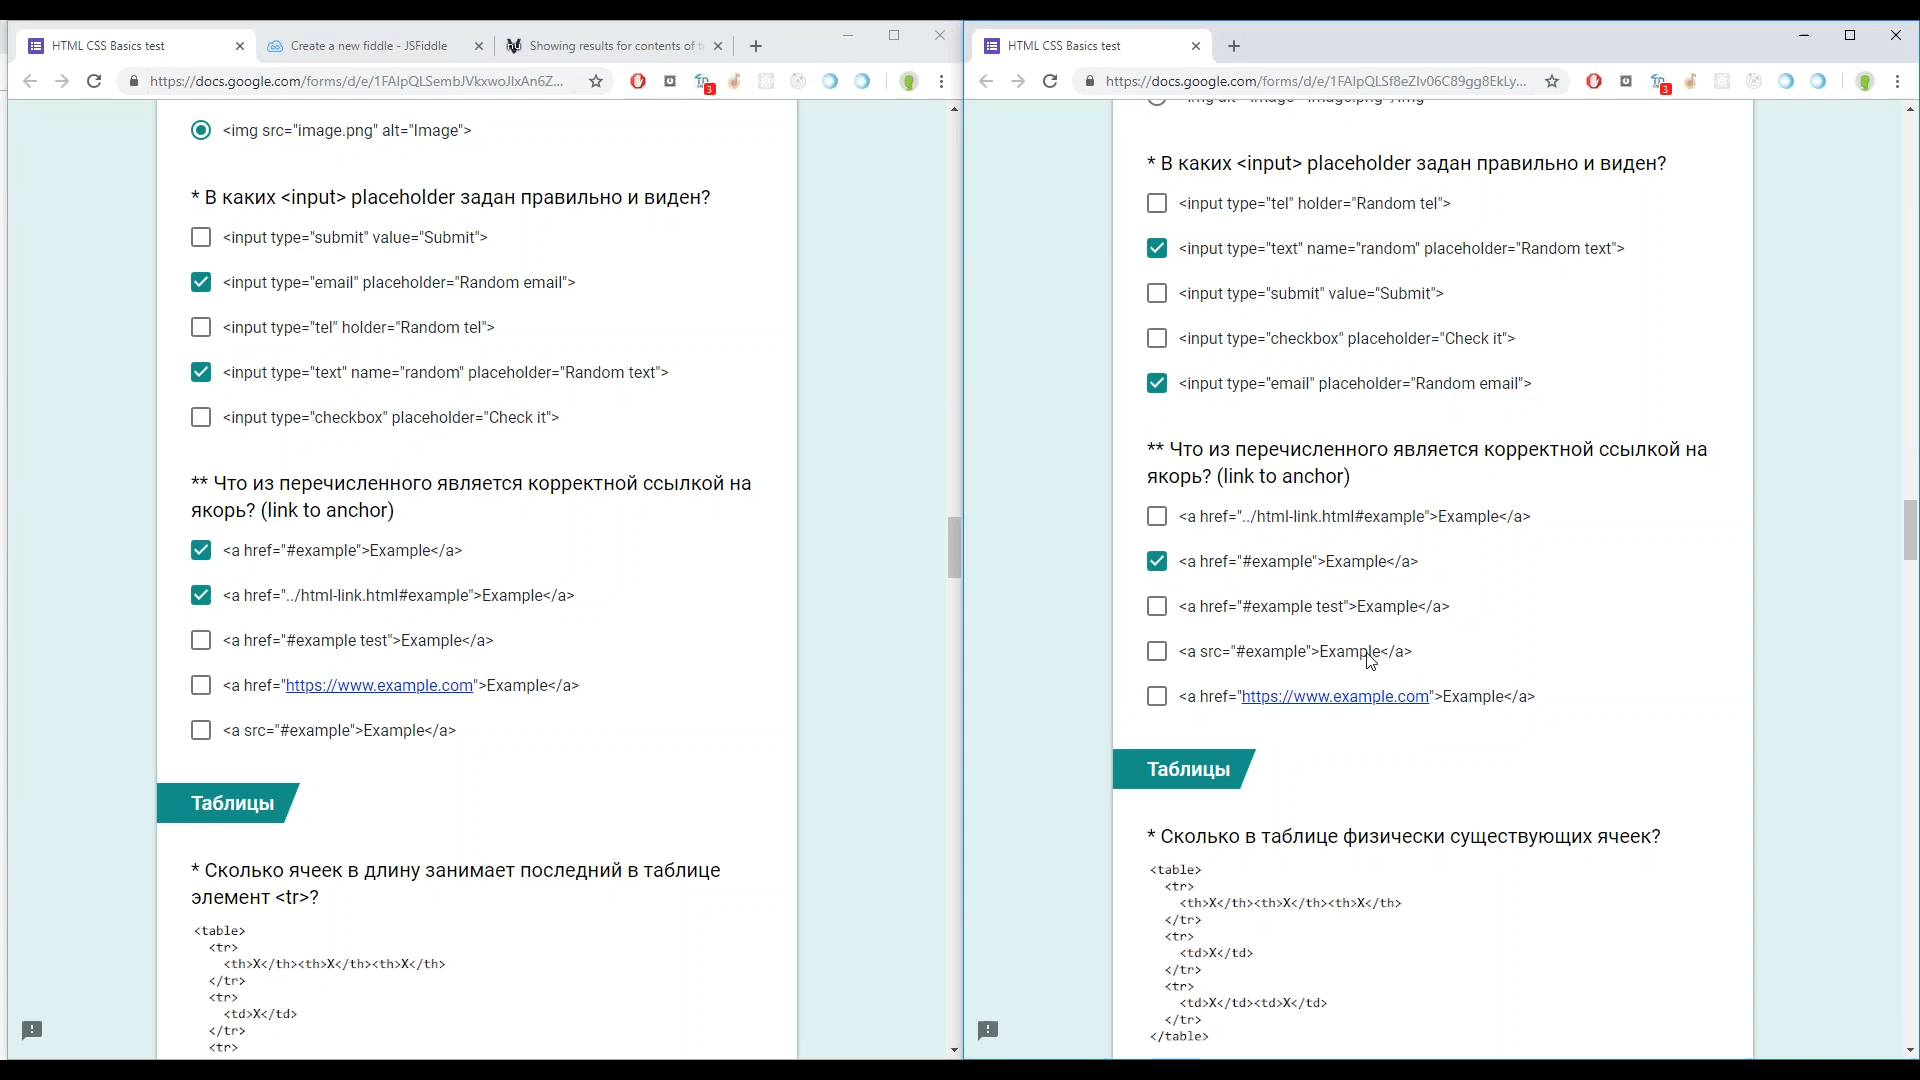 HTML CSS Basics test
Create a new fiddle - JSFiddle
Showing results for contents of
https://docs.google.com/forms/d/e/1FAIpQLSembJVkxwoJlxAn6Z...
3
<img src="image.png" alt="Image">
* В каких <input> placeholder задан правильно и виден?
<input type="submit" value="Submit">
<input type="email" placeholder="Random email">
<input type="tel" holder="Random tel">
<input type="text" name="random" placeholder="Random text">
<input type="checkbox" placeholder="Check it">
** Что из перечисленного является корректной ссылкой на
якорь? (link to anchor)
<a href="#example">Example</a>
<a href="../html-link.html#example">Example</a>
<a href="#example test">Example</a>
<a href="https://www.example.com">Example</a>
<a src="#example">Example</a>
Таблицы
* Сколько ячеек в длину занимает последний в таблице
элемент <tr>?
<table>
<tr>
<th>X</th><th>X</th><th>X</th>
</tr>
<tr>
<td>X</td>
</tr>
<tr>
HTML CSS Basics test
https://docs.google.com/forms/d/e/1FAIpQLSf8eZlv06C89gg8EkLy...
3
* В каких <input> placeholder задан правильно и виден?
<input type="tel" holder="Random tel">
<input type="text" name="random" placeholder="Random text">
<input type="submit" value="Submit">
<input type="checkbox" placeholder="Check it">
<input type="email" placeholder="Random email">
** Что из перечисленного является корректной ссылкой на
якорь? (link to anchor)
<a href="../html-link.html#example">Example</a>
<a href="#example">Example</a>
<a href="#example test">Example</a>
<a src="#example">Example</a>
<a href="https://www.example.com">Example</a>
Таблицы
* Сколько в таблице физически существующих ячеек?
<table>
<tr>
<th>X</th><th>X</th><th>X</th>
</tr>
<tr>
<td>X</td>
</tr>
<tr>
<td>X</td><td>X</td>
</tr>
</table>